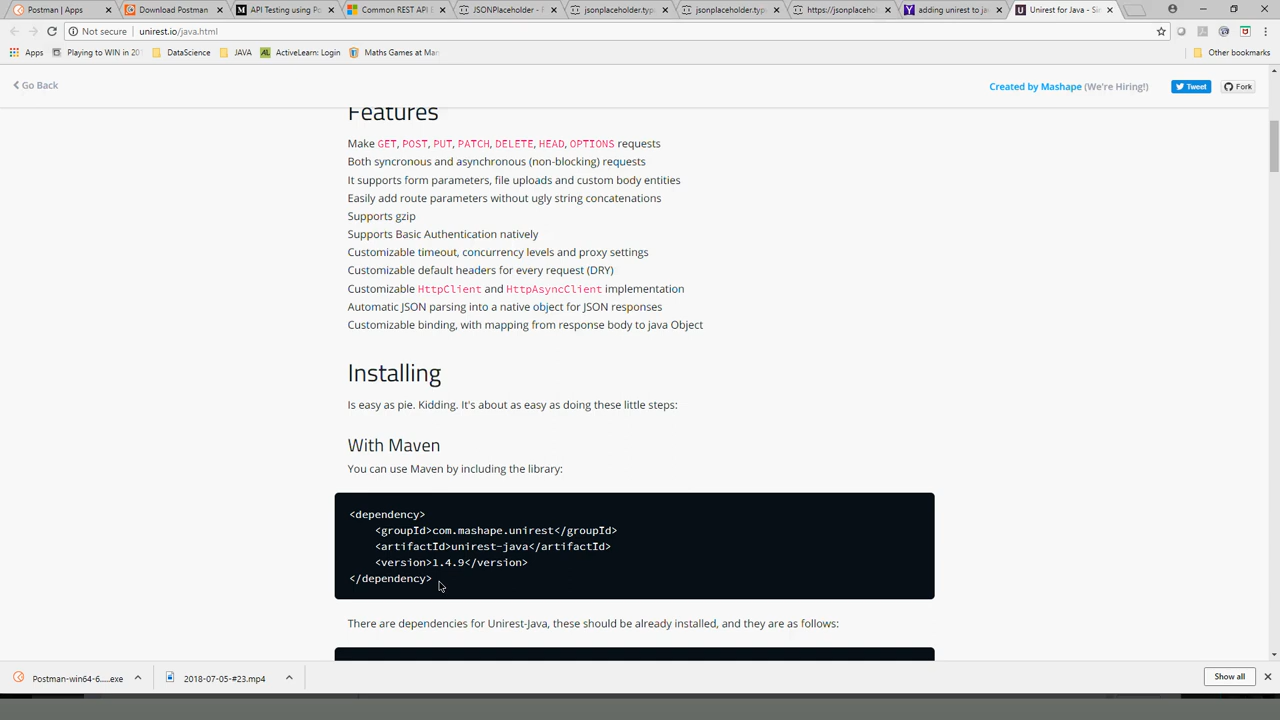 Postman | Apps
Download Postman
API Testing using Po
Common REST API E
JSONPlaceholder - F
jsonplaceholder.typ
jsonplaceholder.typ
https://jsonplacehol
adding unirest to ja
Unirest for Java - Si
Not secure
unirest.io/java.html
Apps
Playing to WIN in 20
DataScience
JAVA
ActiveLearn: Login
Maths Games at Man
Other bookmarks
Go Back
Created by Mashape (We're Hiring!)
Tweet
Fork
Features
Make GET, POST, PUT, PATCH, DELETE, HEAD, OPTIONS requests
Both syncronous and asynchronous (non-blocking) requests
It supports form parameters, file uploads and custom body entities
Easily add route parameters without ugly string concatenations
Supports gzip
Supports Basic Authentication natively
Customizable timeout, concurrency levels and proxy settings
Customizable default headers for every request (DRY)
Customizable HttpClient and HttpAsyncClient implementation
Automatic JSON parsing into a native object for JSON responses
Customizable binding, with mapping from response body to java Object
Installing
Is easy as pie. Kidding. It's about as easy as doing these little steps:
With Maven
You can use Maven by including the library:
<dependency>
<groupId>com.mashape.unirest</groupId>
<artifactId>unirest-java</artifactId>
<version>1.4.9</version>
</dependency>
There are dependencies for Unirest-Java, these should be already installed, and they are as follows:
Postman-win64-6.....exe
2018-07-05-#23.mp4
Show all